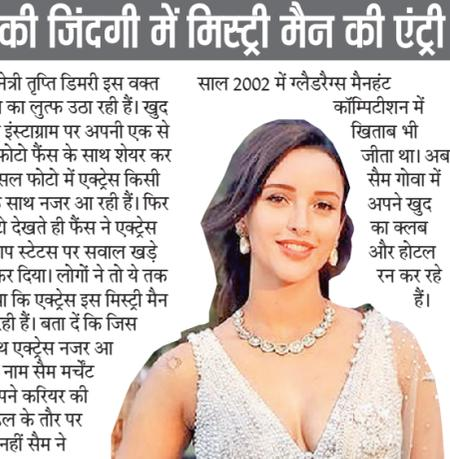 की जिंदगी में मिस्ट्री मैन की एंट्री
नेत्री तृप्ति डिमरी इस वक्त
का लुत्फ उठा रही हैं। खुद
इंस्टाग्राम पर अपनी एक से
फोटो फैंस के साथ शेयर कर
सल फोटो में एक्ट्रेस किसी
साथ नजर आ रही हैं। फिर
देखते ही फैंस ने एक्ट्रेस
स्टेटस पर सवाल खड़े
कर दिया। लोगों ने तो ये तक
कि एक्ट्रेस इस मिस्ट्री मैन
रही हैं। बता दें कि जिस
एक्ट्रेस नजर आ
नाम सैम मर्चेंट
पने करियर की
के तौर पर
नहीं सैम ने
साल 2002 में ग्लैडरैग्स मैनहंट
कॉम्पिटीशन में
खिताब भी
जीता था। अब
सैम गोवा में
अपने खुद
का क्लब
और होटल
रन कर रहे
हैं।